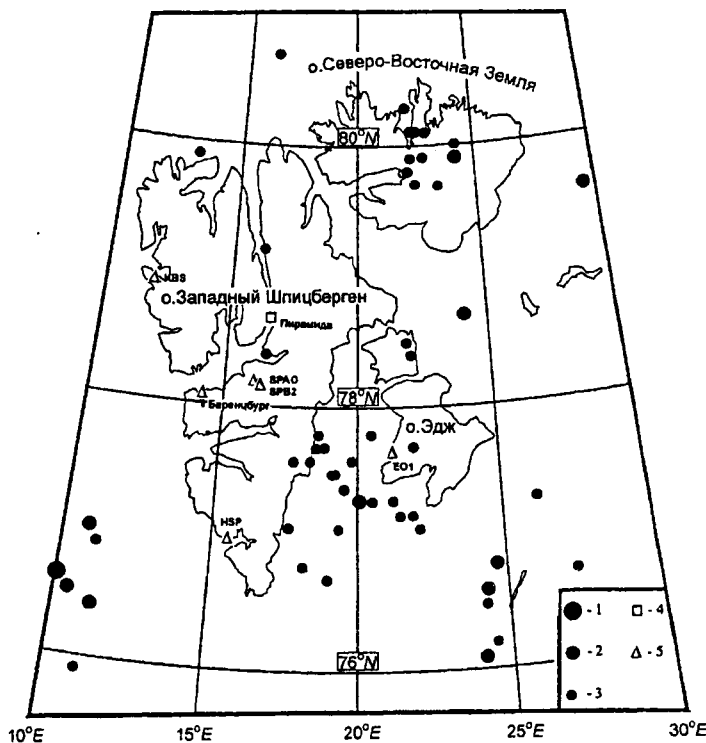 о.Северо-Восточная Земля
80°N
KBS
о.Западный Шпицберген
Пирамида
SPA0
SPB2
Баренцбург
78°N
о.Эдж
EO1
HSP
76°N
- 1
- 2
- 3
- 4
- 5
10°E
15°E
20°E
25°E
30°E